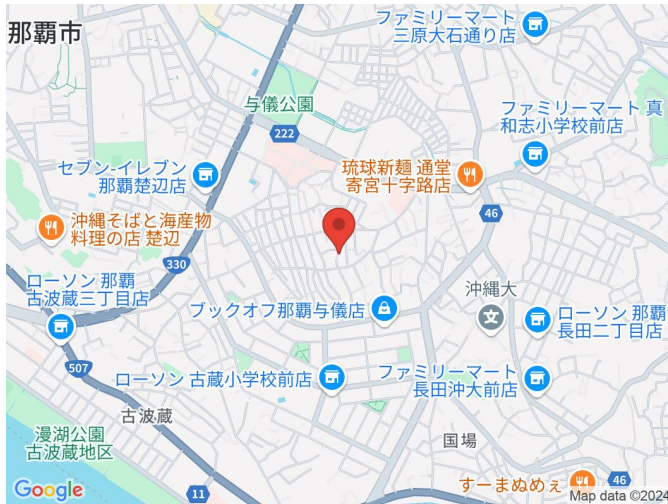 ファミリーマート
三原大石通り店
那覇市
与儀公園
222
ファミリーマート 真
和志小学校前店
セブン-イレブン
那覇楚辺店
琉球新麺 通堂
寄宮十字路店
沖縄そばと海産物
料理の店 楚辺
46
330
ローソン 那覇
古波蔵三丁目店
ブックオフ那覇与儀店
沖縄大
ローソン 那覇
長田二丁目店
507
ローソン 古蔵小学校前店
ファミリーマート
長田沖大前店
古波蔵
漫湖公園
古波蔵地区
国場
Google
11
すーまぬめぇ
46
Map data ©2024